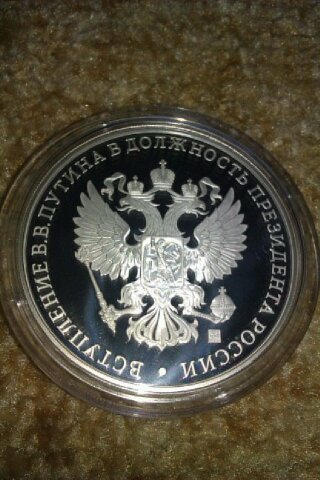 ВСТУПЛЕНИЕ В.В.ПУТИНА В ДОЛЖНОСТЬ ПРЕЗИДЕНТА РОССИИ